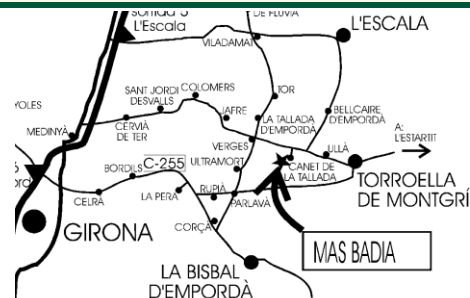 L'Escala
DE FLUVIÀ
L'ESCALA
VILADAMAT
SANT JORDI
DESVALLS
COLOMERS
TOR
JAFRE
LA TALLADA
D'EMPORDÀ
BELLCAIRE
D'EMPORDÀ
A:
L'ESTARTIT
MEDINYÀ
CERVIÀ
DE TER
VERGES
ULLÀ
BORDILS
C-255
ULTRAMORT
CANET DE
LA TALLADA
TORROELLA
DE MONTGRÍ
CELRÀ
LA PERA
RUPIÀ
PARLAVÀ
GIRONA
CORÇÀ
MAS BADIA
LA BISBAL
D'EMPORDÀ